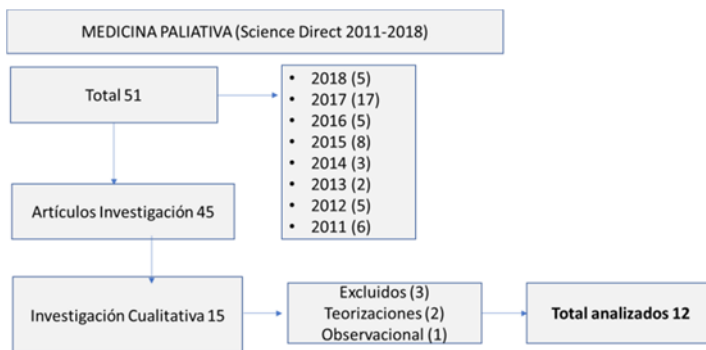 MEDICINA PALIATIVA (Science Direct 2011-2018)
Total 51
• 2018 (5)
• 2017 (17)
• 2016 (5)
• 2015 (8)
• 2014 (3)
• 2013 (2)
• 2012 (5)
• 2011 (6)
Artículos Investigación 45
Investigación Cualitativa 15
Excluidos (3)
Teorizaciones (2)
Observacional (1)
Total analizados 12